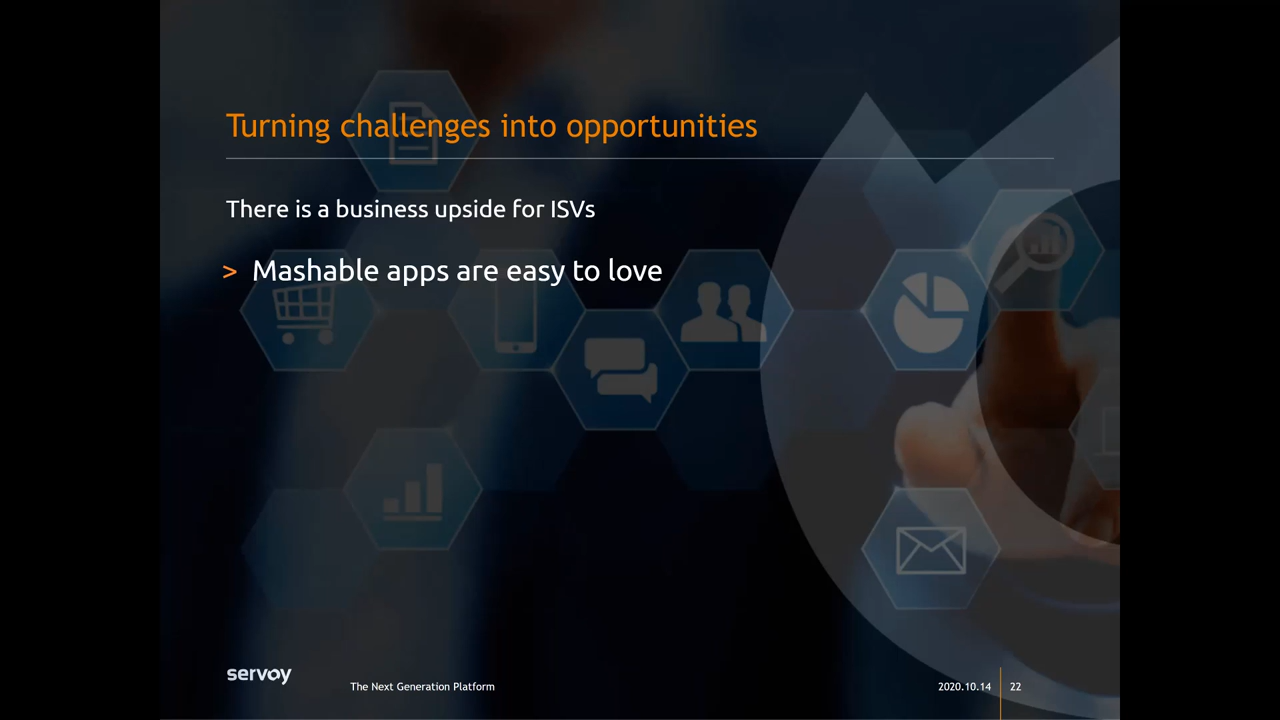 Turning challenges into opportunities
There is a business upside for ISVs
> Mashable apps are easy to love
servoy
The Next Generation Platform
2020.10.14
22